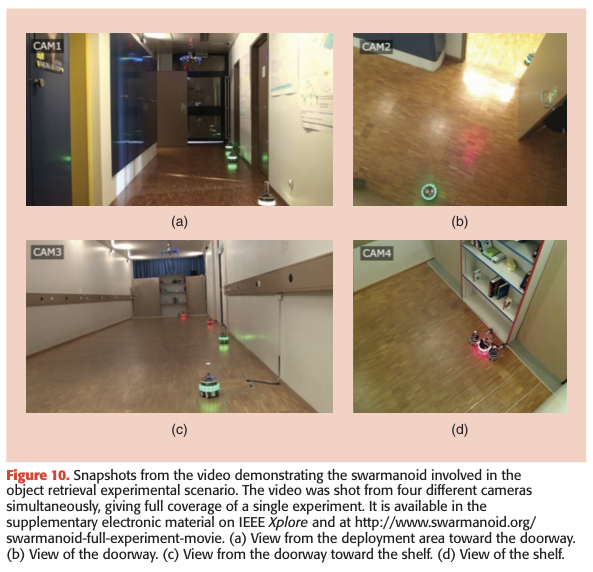 CAM1
CAM2
(a)
(b)
CAM3
CAM4
(c)
(d)
Figure 10. Snapshots from the video demonstrating the swarmanoid involved in the
object retrieval experimental scenario. The video was shot from four different cameras
simultaneously, giving full coverage of a single experiment. It is available in the
supplementary electronic material on IEEE Xplore and at http://www.swarmanoid.org/
swarmanoid-full-experiment-movie. (a) View from the deployment area toward the doorway.
(b) View of the doorway. (c) View from the doorway toward the shelf. (d) View of the shelf.